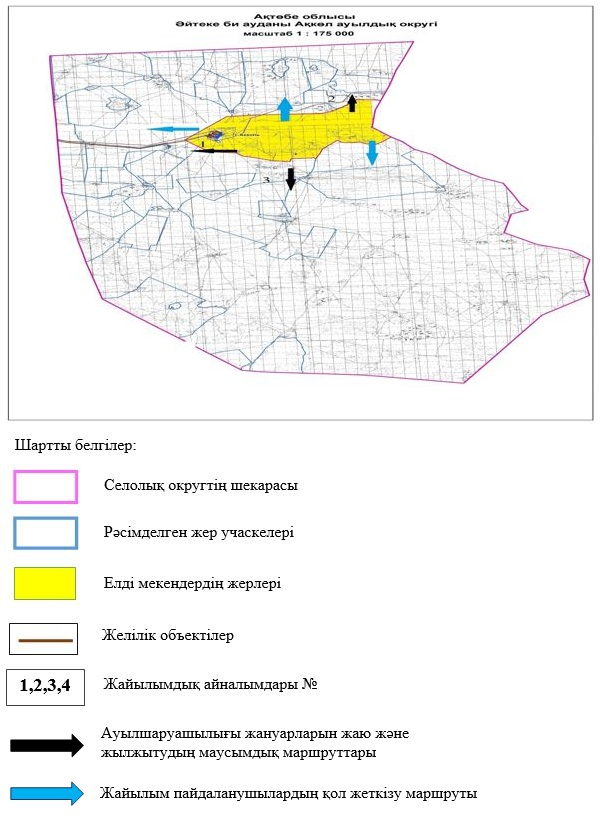 Ақтөбе облысы
Әйтеке би ауданы Ақкөл ауылдық округі
масштаб 1 : 175 000
2
1
3
Шартты белгілер:
Селолық округтің шекарасы
Рәсімделген жер учаскелері
Елді мекендердің жерлері
Желілік объектілер
1,2,3,4 Жайылымдық айналымдары №
Ауылшаруашылығы жануарларын жаю және
жылжытудың маусымдық маршруттары
Жайылым пайдаланушылардың қол жеткізу маршруты